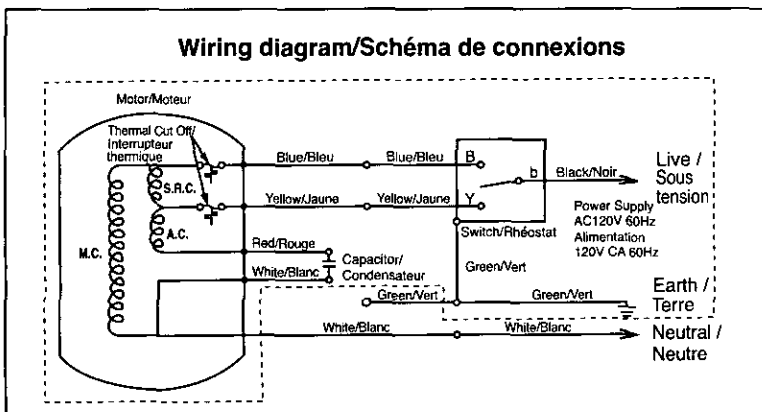 Wiring diagram/Schéma de connexions
Motor/Moteur
Thermal Cut Off/
Interrupteur
thermique
S.R.C.
A.C.
M.C.
Blue/Bleu
Blue/Bleu
B
b
Black/Noir
Live /
Sous
tension
Yellow/Jaune
Yellow/Jaune
Y
Power Supply
AC120V 60Hz
Alimentation
120V CA 60Hz
Switch/Rhéostat
Red/Rouge
Capacitor/
Condensateur
White/Blanc
Green/Vert
Green/Vert
Green/Vert
Earth /
Terre
White/Blanc
White/Blanc
Neutral /
Neutre